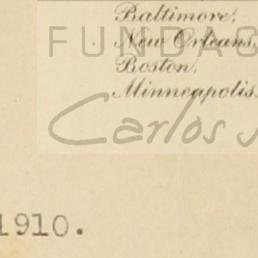 Baltimore,
FUNDAC
New Orleans,
Boston,
Minneapolis.
Carlos
1910.